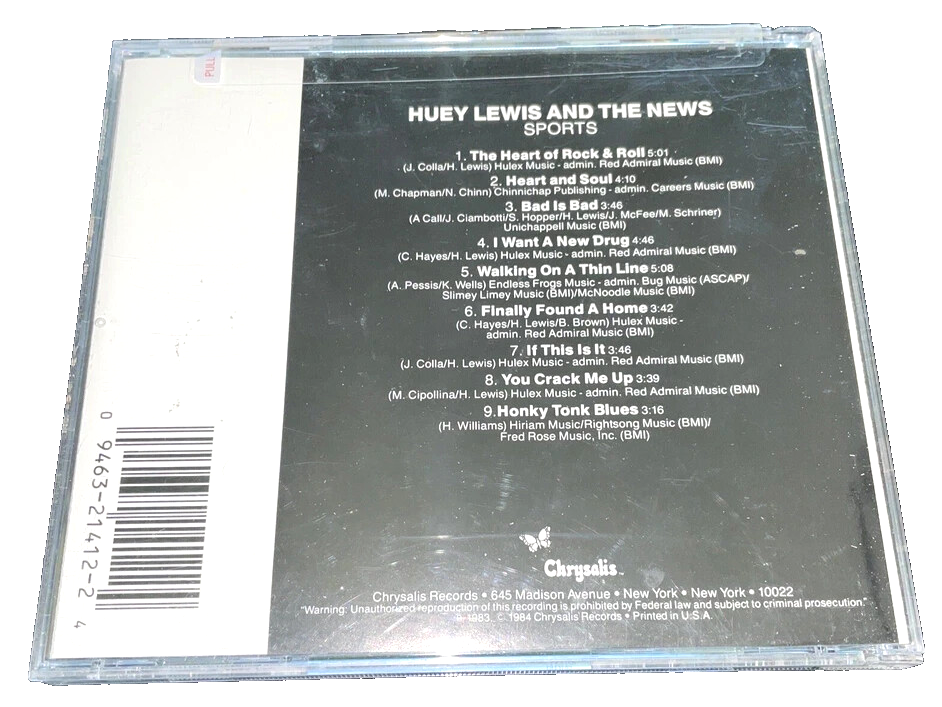 PULL
HUEY LEWIS AND THE NEWS
SPORTS
1. The Heart of Rock & Roll 5:01
(J. Colla/H. Lewis) Hulex Music - admin. Red Admiral Music (BMI)
2. Heart and Soul 4:10
(M. Chapman/N. Chinn) Chinnichap Publishing - admin. Careers Music (BMI)
3. Bad Is Bad 3:46
(A Call/J. Ciambotti/S. Hopper/H. Lewis/J. McFee/M. Schriner)
Unichappell Music (BMI)
4. I Want A New Drug 4:46
(C. Hayes/H. Lewis) Hulex Music - admin. Red Admiral Music (BMI)
5. Walking On A Thin Line 5:08
(A. Pessis/K. Wells) Endless Frogs Music - admin. Bug Music (ASCAP)/
Slimey Limey Music (BMI)/McNoodle Music (BMI)
6. Finally Found A Home 3:42
(C. Hayes/H. Lewis/B. Brown) Hulex Music -
admin. Red Admiral Music (BMI)
7. If This Is It 3:46
(J. Colla/H. Lewis) Hulex Music - admin. Red Admiral Music (BMI)
8. You Crack Me Up 3:39
(M. Cipollina/H. Lewis) Hulex Music - admin. Red Admiral Music (BMI)
9. Honky Tonk Blues 3:16
(H. Williams) Hiriam Music/Rightsong Music (BMI)/
Fred Rose Music, Inc. (BMI)
0 9463-21412-2 4
Chrysalis™
Chrysalis Records • 645 Madison Avenue • New York • New York • 10022
"Warning: Unauthorized reproduction of this recording is prohibited by Federal law and subject to criminal prosecution."
℗ 1983, © 1984 Chrysalis Records • Printed in U.S.A.